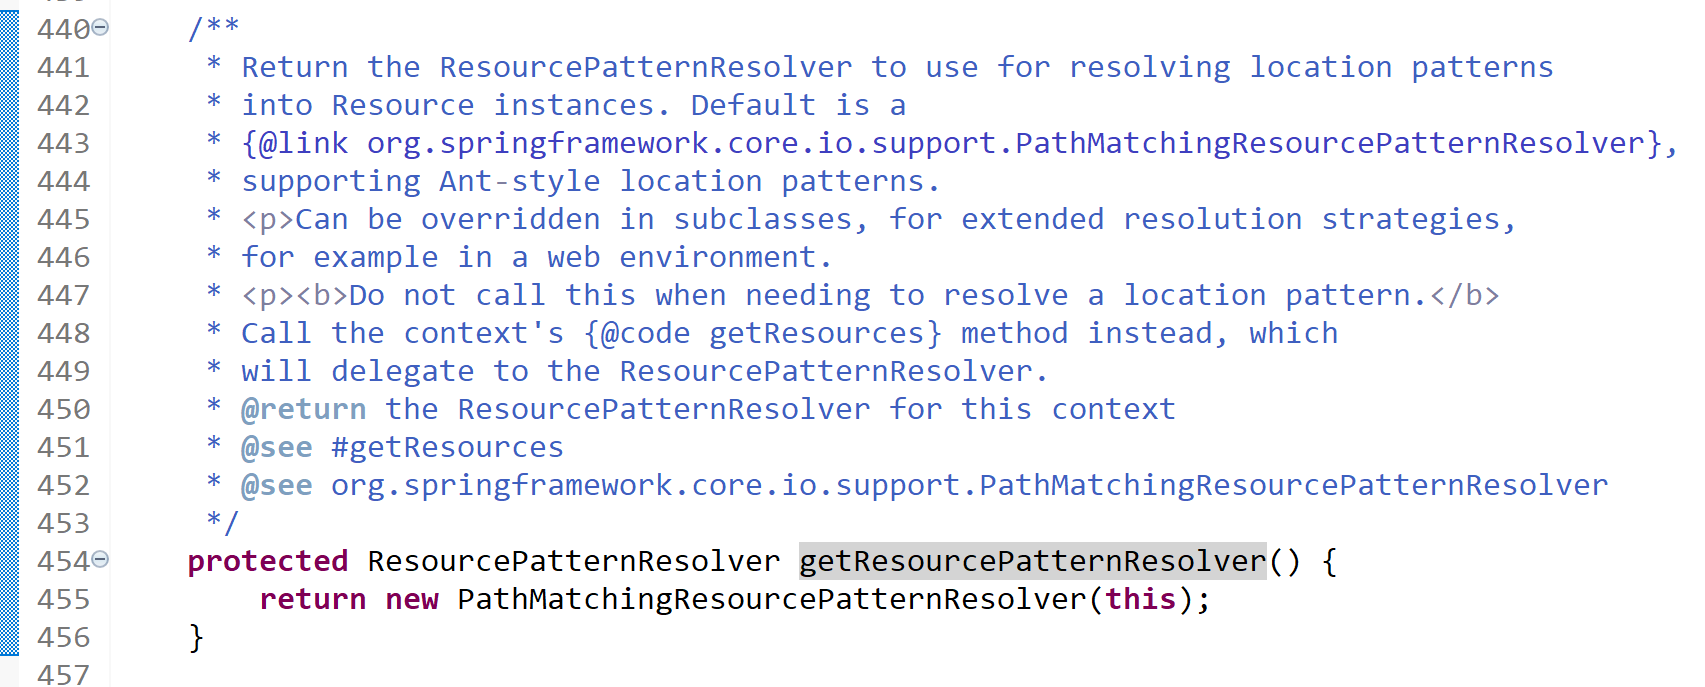 440 /**
441 * Return the ResourcePatternResolver to use for resolving location patterns
442 * into Resource instances. Default is a
443 * {@link org.springframework.core.io.support.PathMatchingResourcePatternResolver},
444 * supporting Ant-style location patterns.
445 * <p>Can be overridden in subclasses, for extended resolution strategies,
446 * for example in a web environment.
447 * <p><b>Do not call this when needing to resolve a location pattern.</b>
448 * Call the context's {@code getResources} method instead, which
449 * will delegate to the ResourcePatternResolver.
450 * @return the ResourcePatternResolver for this context
451 * @see #getResources
452 * @see org.springframework.core.io.support.PathMatchingResourcePatternResolver
453 */
454 protected ResourcePatternResolver getResourcePatternResolver() {
455 return new PathMatchingResourcePatternResolver(this);
456 }
457